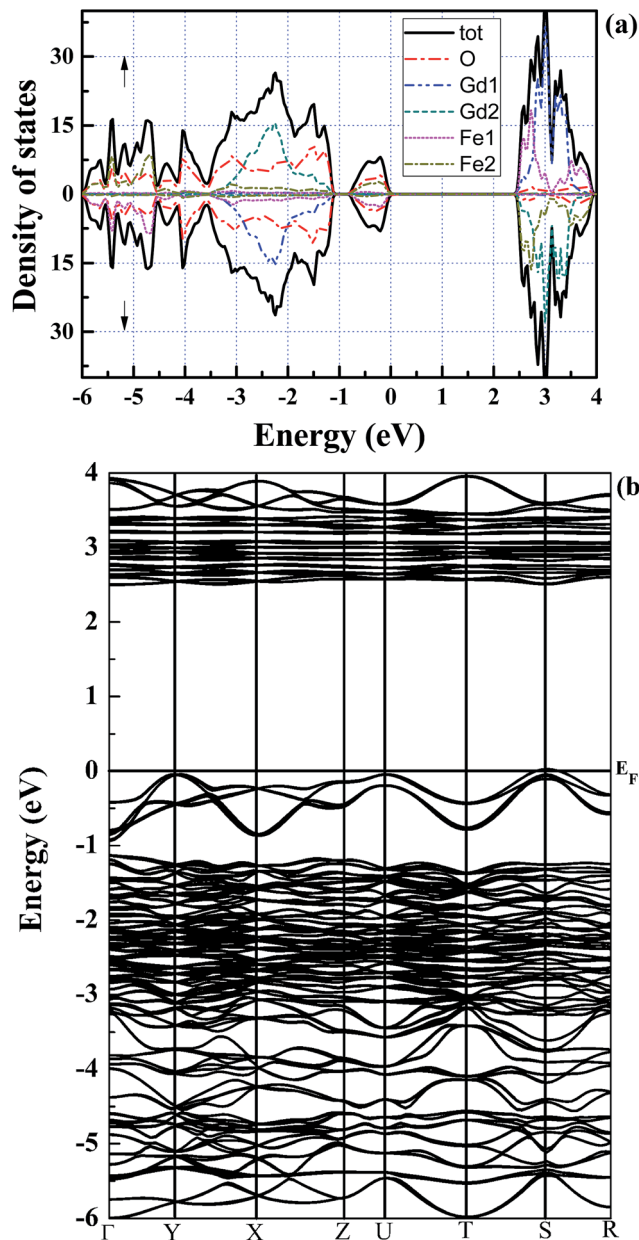 (a)
30
15
0
15
30
Density of states
tot
O
Gd1
Gd2
Fe1
Fe2
-6 -5 -4 -3 -2 -1 0 1 2 3 4
Energy (eV)
(b)
4
3
2
1
0
-1
-2
-3
-4
-5
-6
Energy (eV)
E_F
Γ Y X Z U T S R